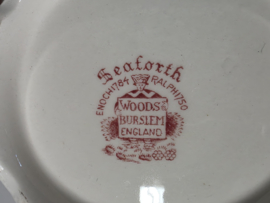 Seaforth
ENOCH 1784 RALPH 1750
WOODS
BURSLEM
ENGLAND